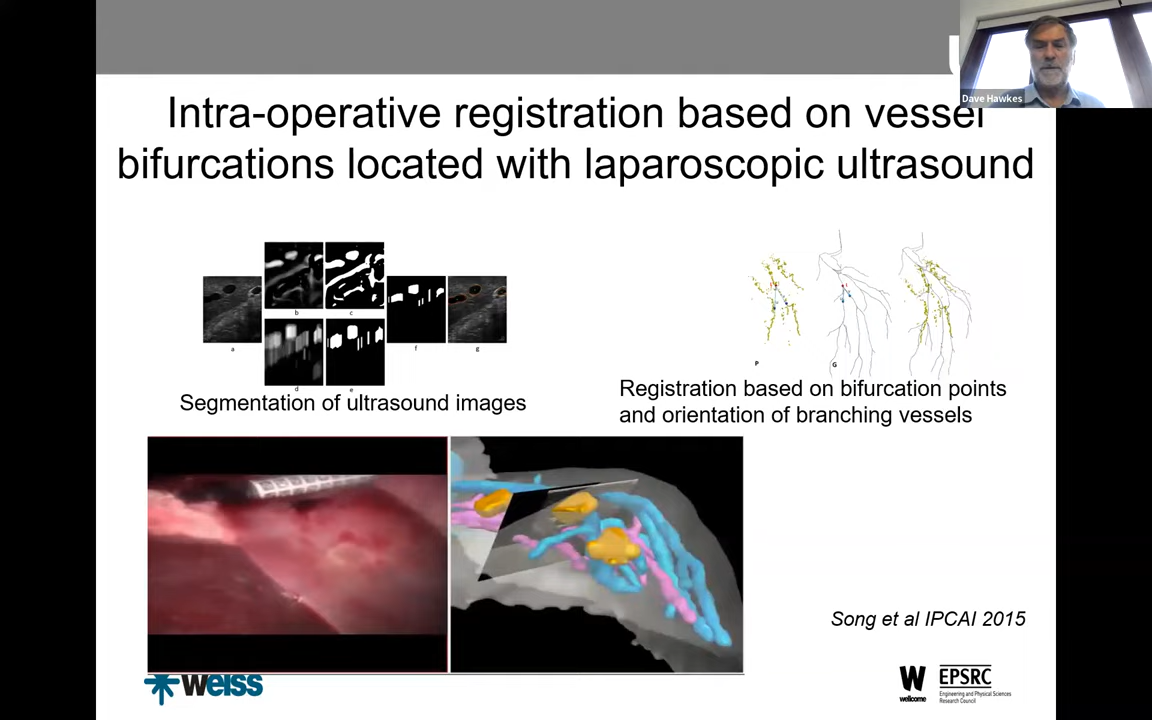 Dave Hawkes
Intra-operative registration based on vessel
bifurcations located with laparoscopic ultrasound
a
b
c
d
e
f
g
P
G
Segmentation of ultrasound images
Registration based on bifurcation points
and orientation of branching vessels
Song et al IPCAI 2015
weiss
W
wellcome
EPSRC
Engineering and Physical Sciences
Research Council